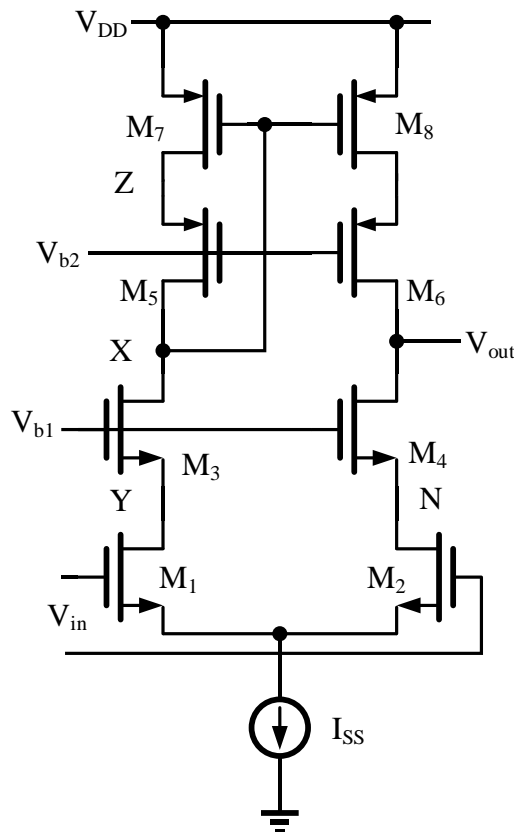 V_DD
M_7
M_8
Z
V_b2
M_5
M_6
X
V_out
V_b1
M_3
M_4
Y
N
M_1
M_2
V_in
I_SS